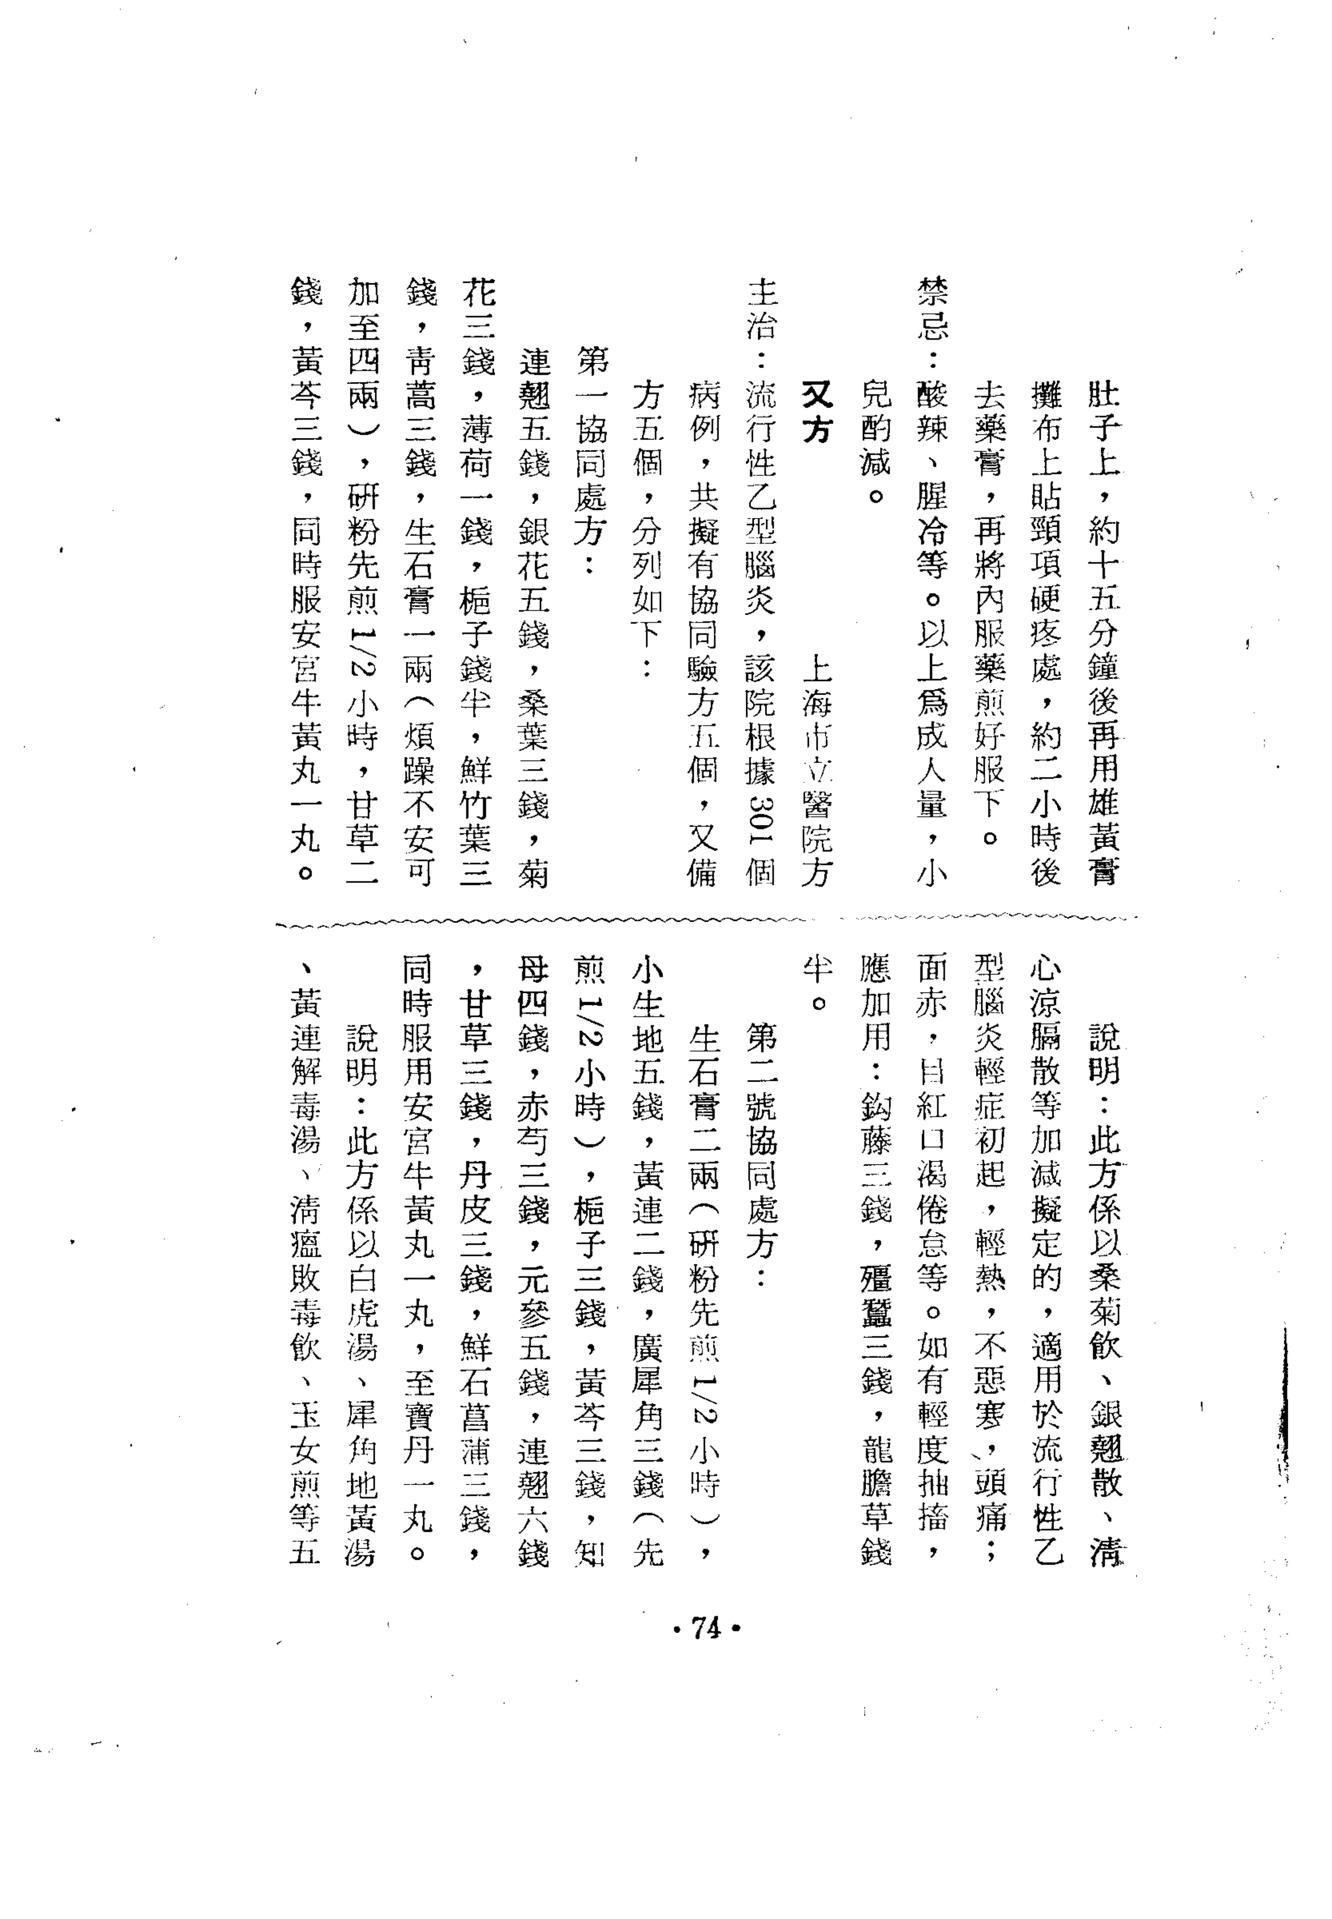 肚子上，約十五分鐘後再用雄黃膏
攤布上貼頸項硬疼處，約二小時後
去藥膏，再將內服藥煎好服下。
禁忌：酸辣、腥冷等。以上爲成人量，小
兒酌減。
又方　　　上海市立醫院方
主治：流行性乙型腦炎，該院根據301個
病例，共擬有協同驗方五個，又備
方五個，分列如下：
第一協同處方：
連翹五錢，銀花五錢，桑葉三錢，菊
花三錢，薄荷一錢，梔子錢半，鮮竹葉三
錢，靑蒿三錢，生石膏一兩（煩躁不安可
加至四兩），研粉先煎1/2小時，甘草二
錢，黃芩三錢，同時服安宮牛黃丸一丸。
說明：此方係以桑菊飲、銀翹散、淸
心涼膈散等加減擬定的，適用於流行性乙
型腦炎輕症初起，輕熱，不惡寒，頭痛；
面赤，目紅口渴倦怠等。如有輕度抽搐，
應加用：鈎藤三錢，殭蠶三錢，龍膽草錢
半。
第二號協同處方：
生石膏二兩（研粉先煎1/2小時），
小生地五錢，黃連二錢，廣犀角三錢（先
煎1/2小時），梔子三錢，黃芩三錢，知
母四錢，赤芍三錢，元參五錢，連翹六錢
，甘草三錢，丹皮三錢，鮮石菖蒲三錢，
同時服用安宮牛黃丸一丸，至寶丹一丸。
說明：此方係以白虎湯、犀角地黃湯
、黃連解毒湯、淸瘟敗毒飲、玉女煎等五
·74·